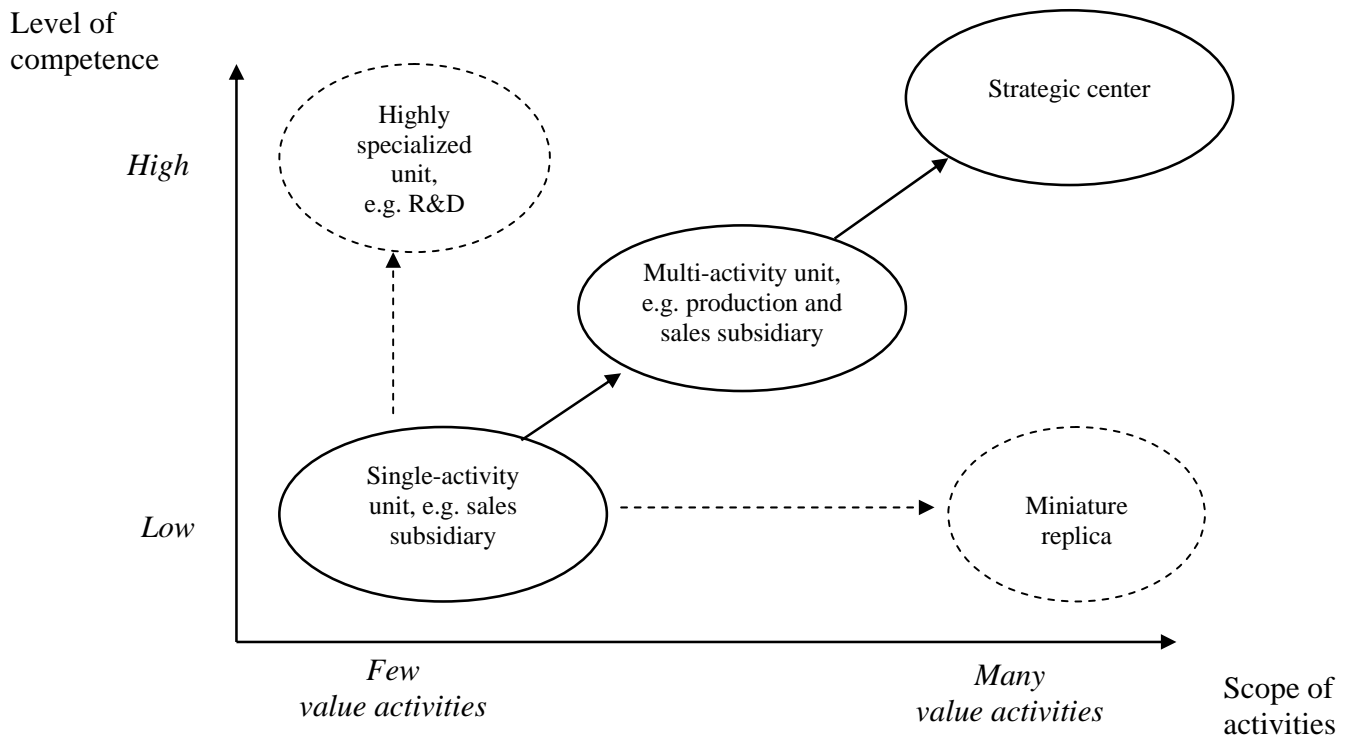 Level of
competence
Strategic center
Highly
specialized
unit,
e.g. R&D
High
Multi-activity unit,
e.g. production and
sales subsidiary
Single-activity
unit, e.g. sales
subsidiary
Low
Miniature
replica
Few
value activities
Many
value activities
Scope of
activities